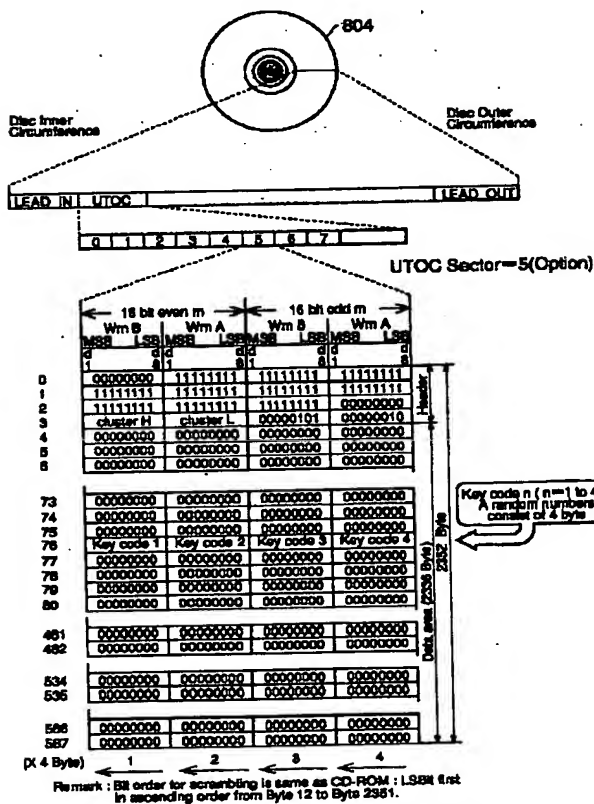 804
Disc Inner
Circumference
Disc Outer
Circumference
LEAD IN UTOC LEAD OUT
0 1 2 3 4 5 6 7
UTOC Sector=5(Option)
16 bit even m 16 bit odd m
Wm B Wm A Wm B Wm A
MSB LSB MSB LSB MSB LSB MSB LSB
d d d d d d d d
1 8 1 8 1 8 1 8
0 00000000 11111111 11111111 11111111
1 11111111 11111111 11111111 11111111
2 11111111 11111111 11111111 00000000
3 cluster H cluster L 00000101 00000010
4 00000000 00000000 00000000 00000000
5 00000000 00000000 00000000 00000000
6 00000000 00000000 00000000 00000000
Header
73 00000000 00000000 00000000 00000000
74 00000000 00000000 00000000 00000000
75 00000000 00000000 00000000 00000000
76 Key code 1 Key code 2 Key code 3 Key code 4
77 00000000 00000000 00000000 00000000
78 00000000 00000000 00000000 00000000
79 00000000 00000000 00000000 00000000
80 00000000 00000000 00000000 00000000
Key code n ( n=1 to 4
A random numbers
consist of 4 byte
Data area (2336 Byte)
2352 Byte
481 00000000 00000000 00000000 00000000
482 00000000 00000000 00000000 00000000
534 00000000 00000000 00000000 00000000
535 00000000 00000000 00000000 00000000
586 00000000 00000000 00000000 00000000
587 00000000 00000000 00000000 00000000
(X 4 Byte) 1 2 3 4
Remark : Bit order for scrambling is same as CD-ROM : LSBit first
in ascending order from Byte 12 to Byte 2351.